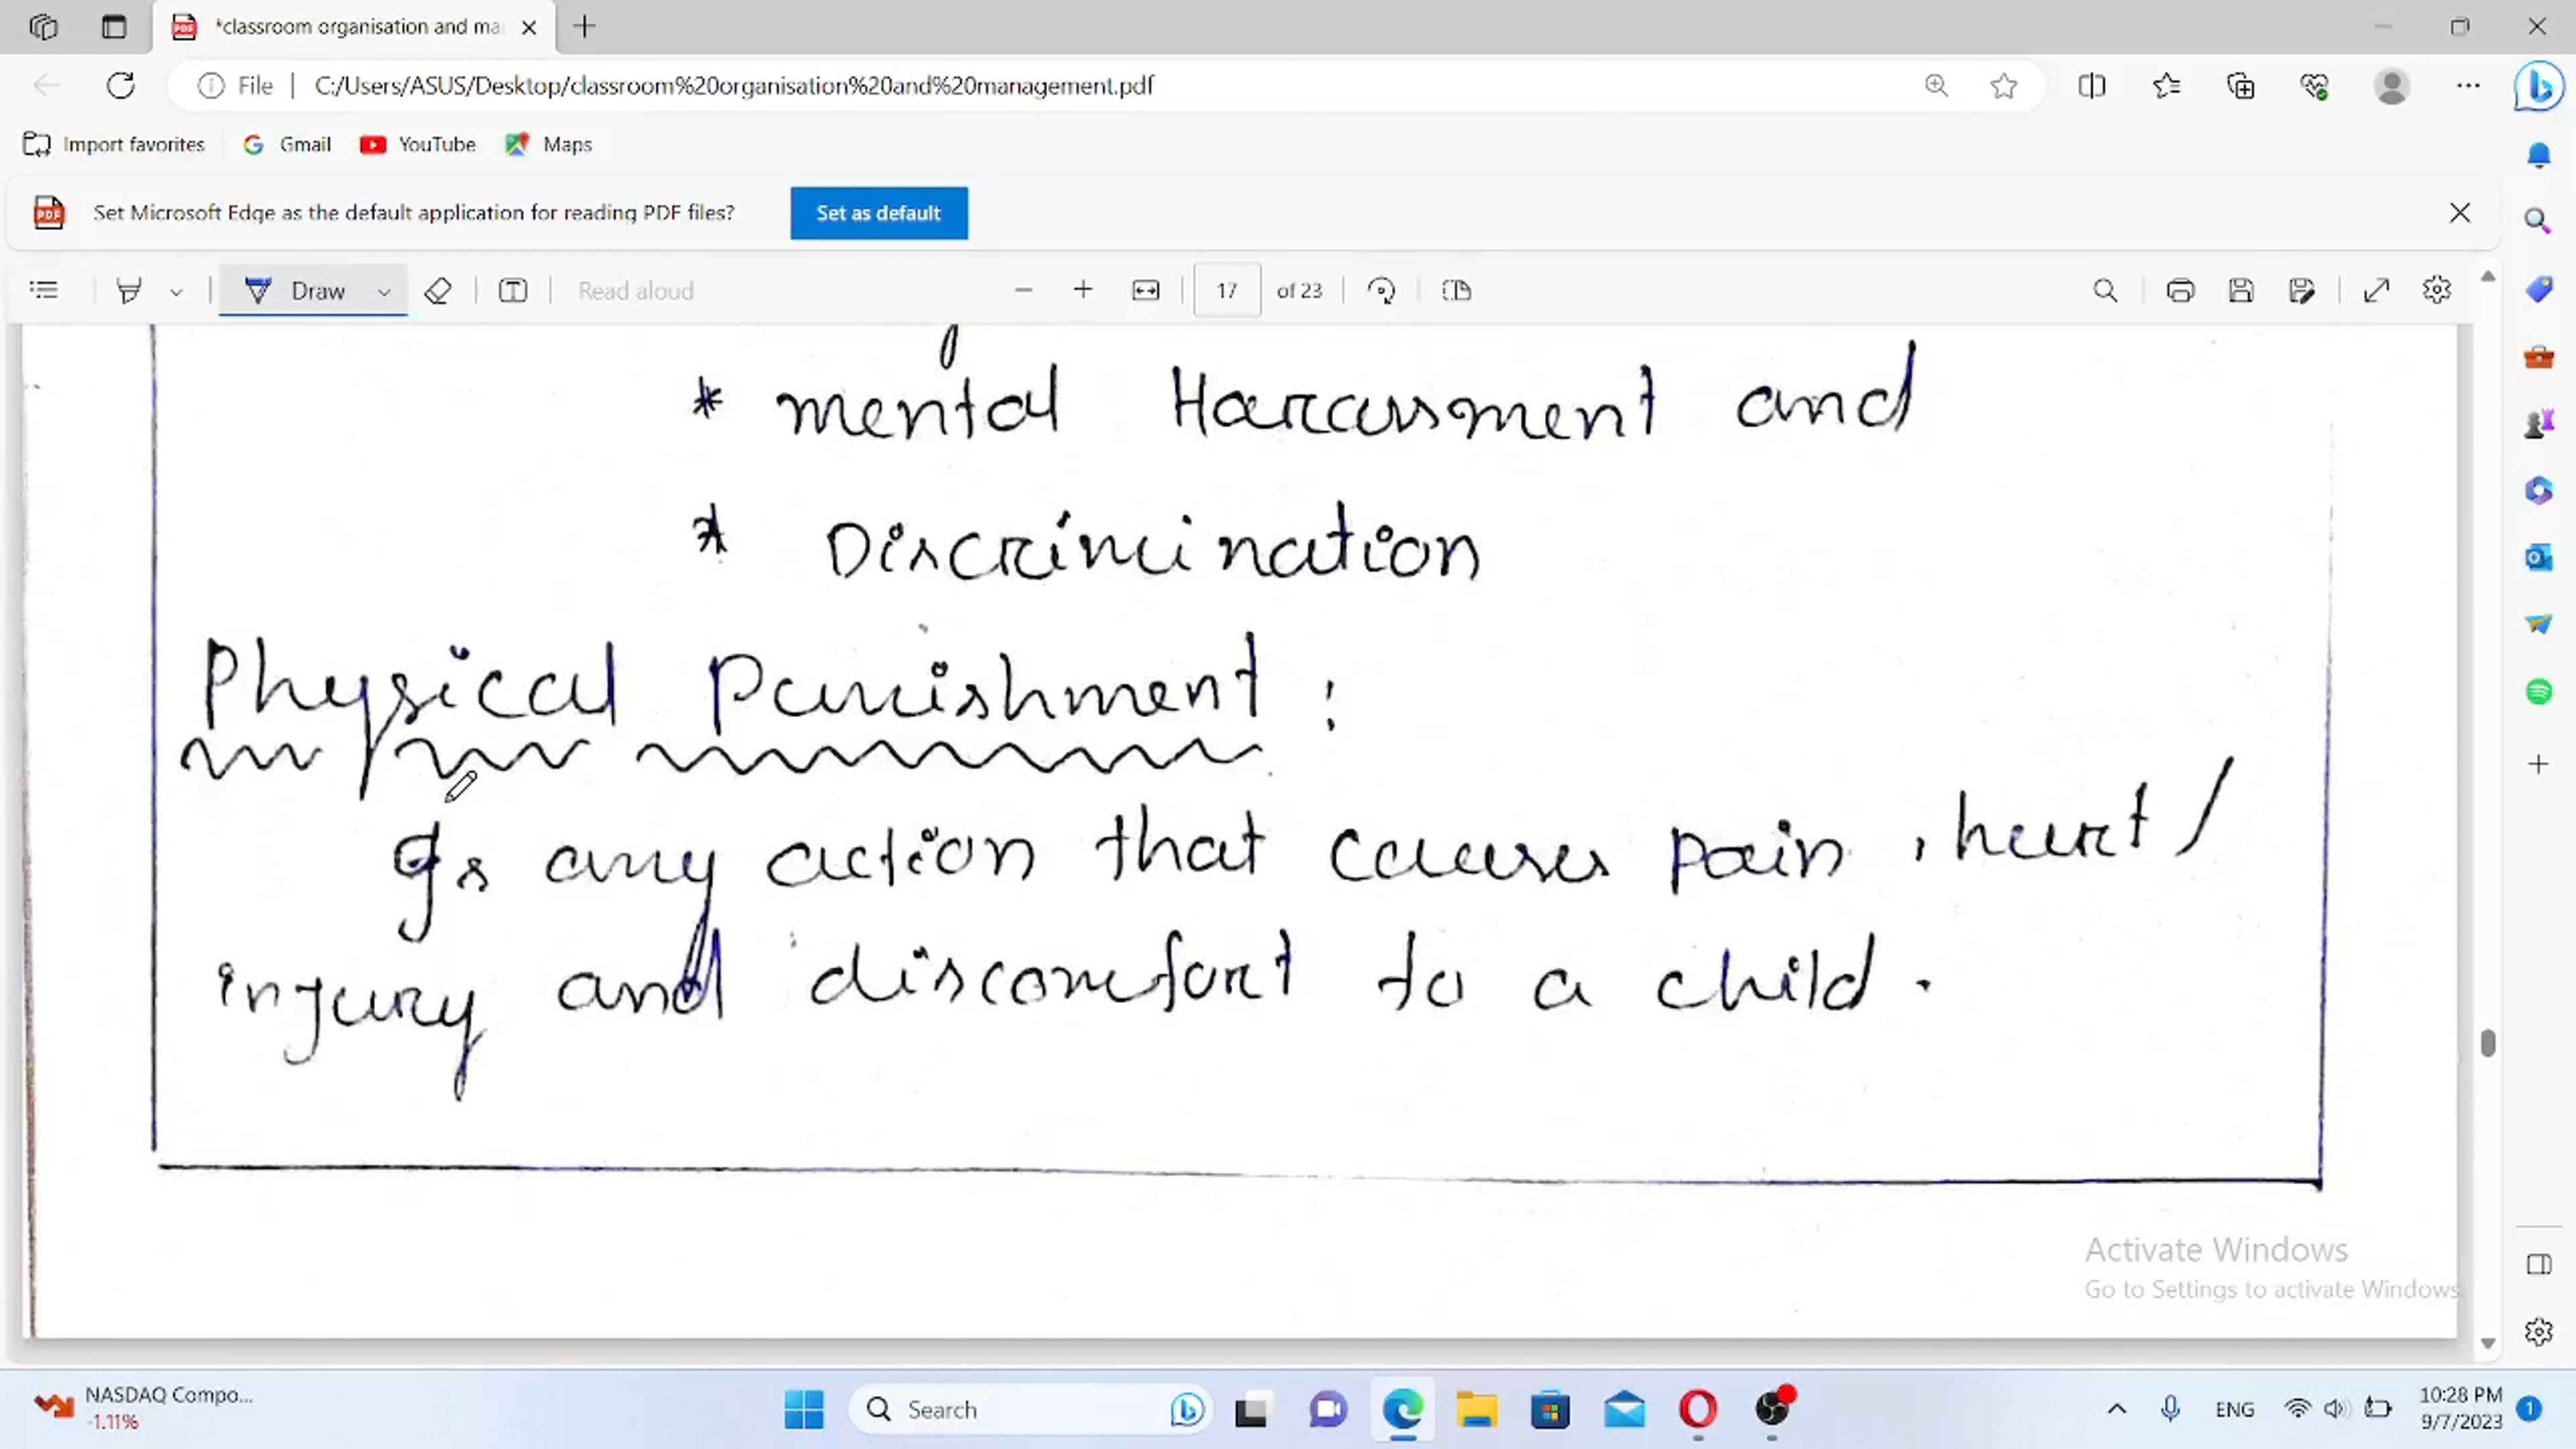 *classroom organisation and ma
File | C:/Users/ASUS/Desktop/classroom%20organisation%20and%20management.pdf
Import favorites Gmail YouTube Maps
Set Microsoft Edge as the default application for reading PDF files? Set as default
Draw Read aloud 17 of 23
* mental Harassment and
* Discrimination
Physical Punishment :
Is any action that causes pain , hurt /
injury and discomfort to a child .
Activate Windows
Go to Settings to activate Windows
NASDAQ Compo...
-1.11%
Search
ENG
10:28 PM
9/7/2023
1